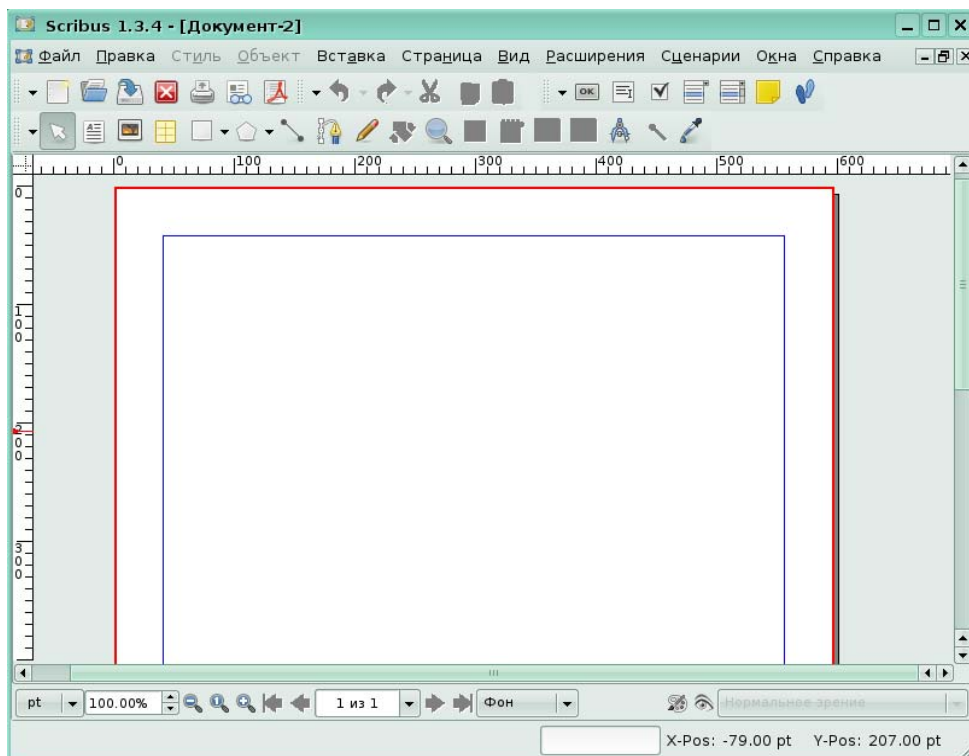 Scribus 1.3.4 - [Документ-2]
Файл Правка Стиль Объект Вставка Страница Вид Расширения Сценарии Окна Справка
OK
0 100 200 300 400 500 600
0
100
200
300
pt 100.00% 1 1 из 1 Фон Нормальное зрение
X-Pos: -79.00 pt Y-Pos: 207.00 pt